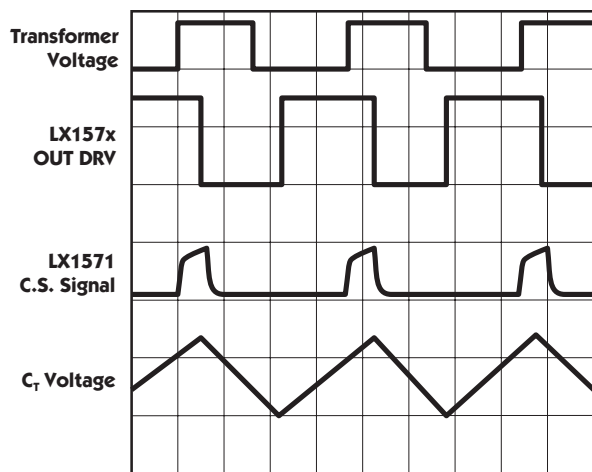 Transformer
Voltage
LX157x
OUT DRV
LX1571
C.S. Signal
CT Voltage